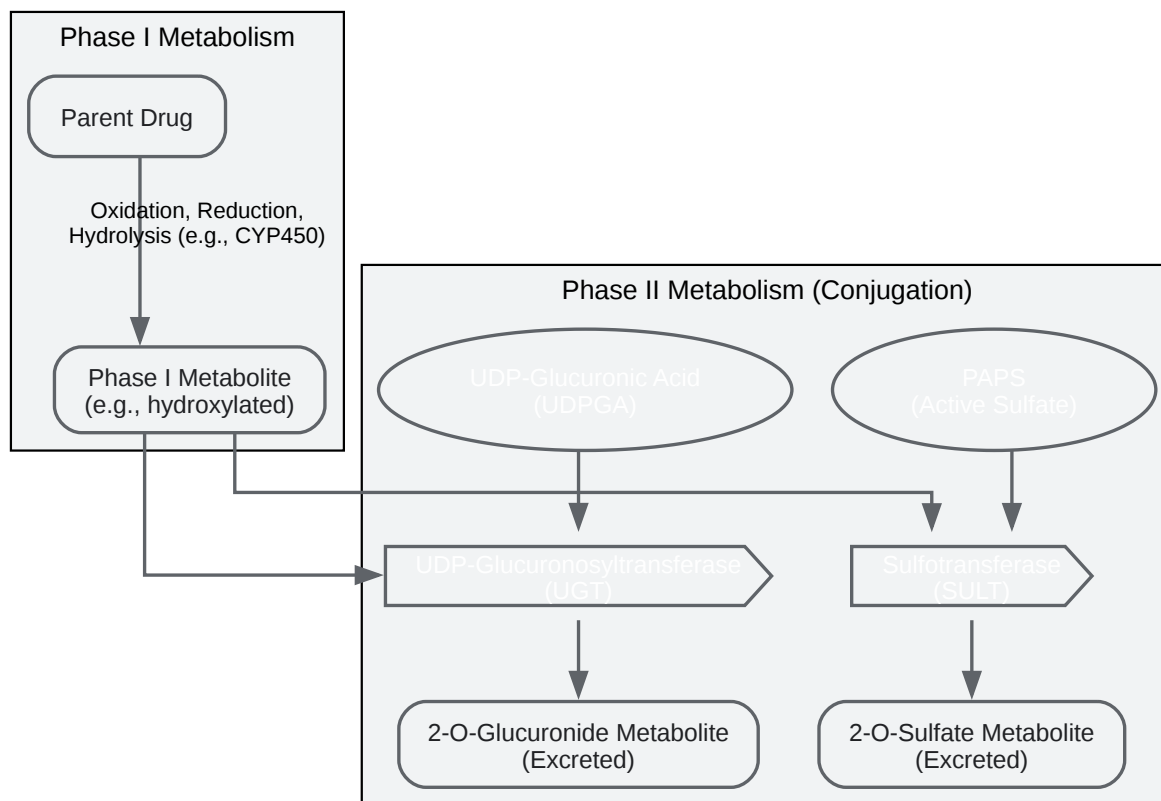 Phase I Metabolism
Parent Drug
Oxidation, Reduction,
Hydrolysis (e.g., CYP450)
Phase I Metabolite
(e.g., hydroxylated)
Phase II Metabolism (Conjugation)
UDP-Glucuronic Acid
(UDPGA)
PAPS
(Active Sulfate)
UDP-Glucuronosyltransferase
(UGT)
Sulfotransferase
(SULT)
2-O-Glucuronide Metabolite
(Excreted)
2-O-Sulfate Metabolite
(Excreted)